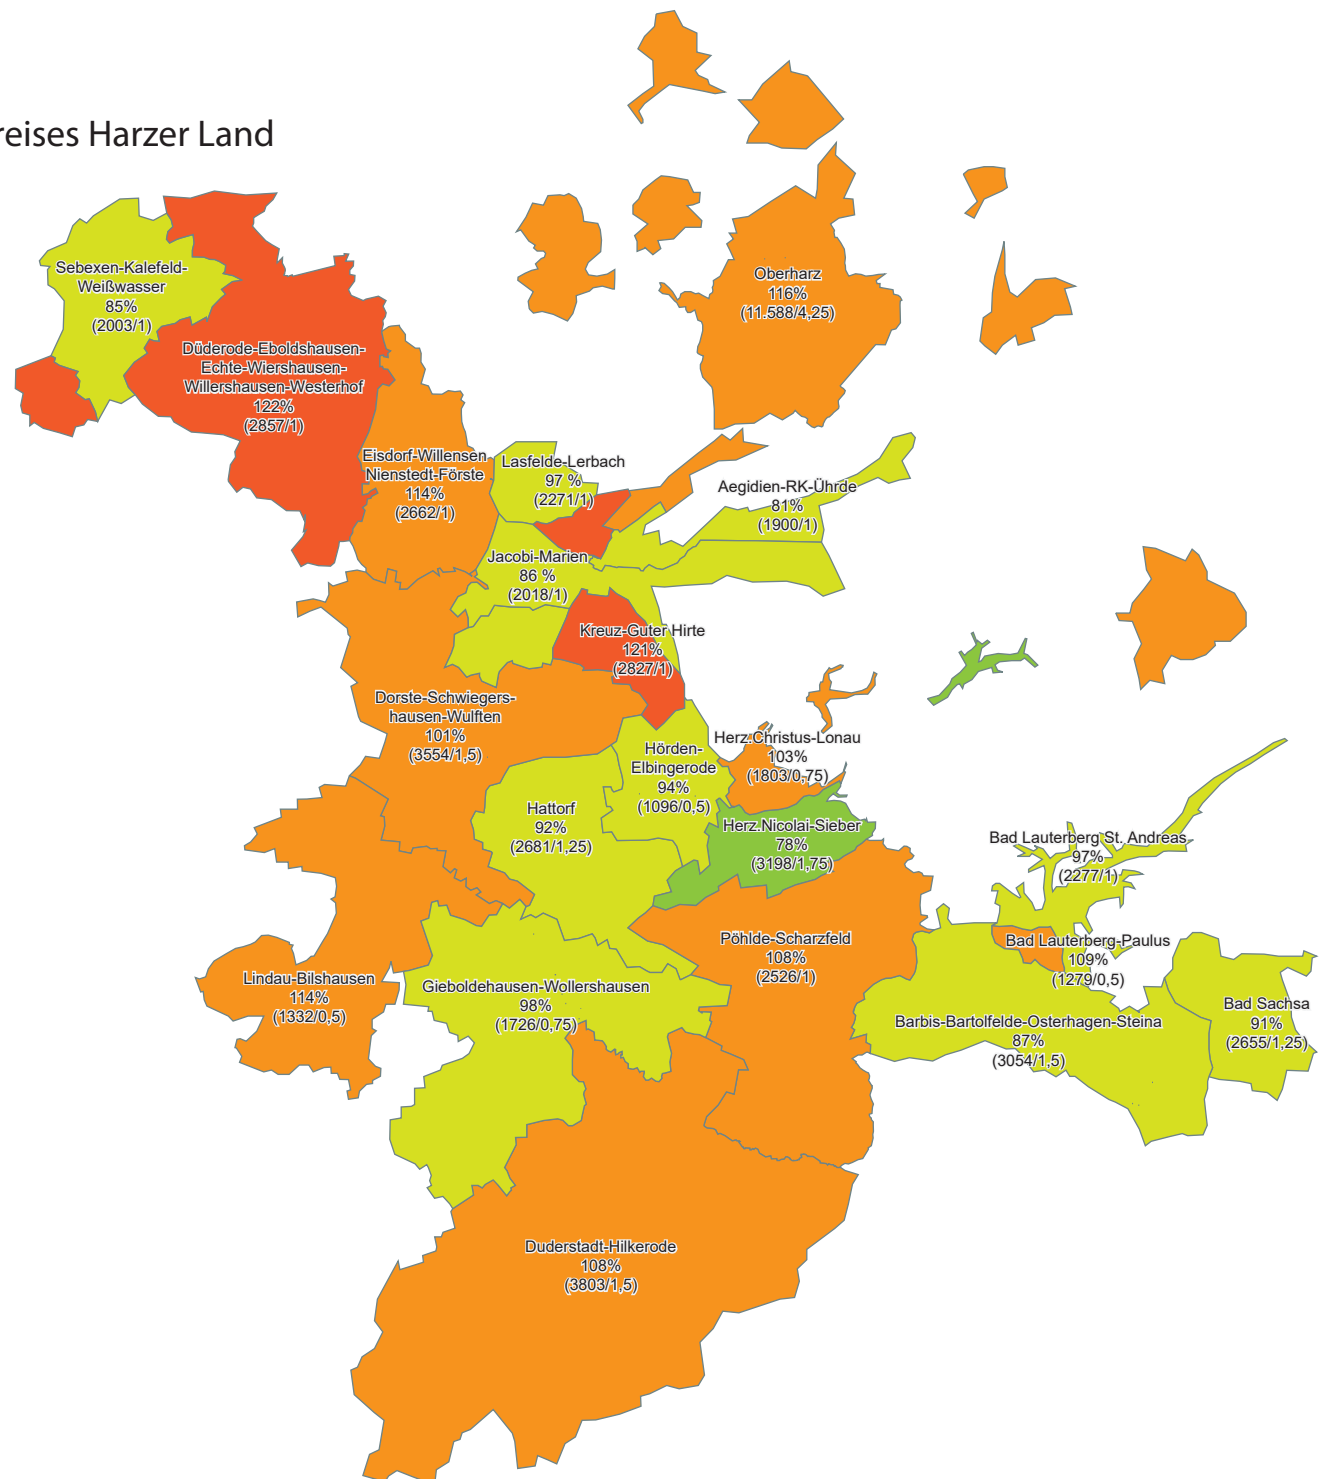 reises Harzer Land
Sebexen-Kalefeld-
Weißwasser
85%
(2003/1)
Düderode-Eboldshausen-
Echte-Wiershausen-
Willershausen-Westerhof
122%
(2857/1)
Oberharz
116%
(11.588/4,25)
Eisdorf-Willensen
Nienstedt-Förste
114%
(2662/1)
Lasfelde-Lerbach
97 %
(2271/1)
Aegidien-RK-Ührde
81%
(1900/1)
Jacobi-Marien
86 %
(2018/1)
Kreuz-Guter Hirte
121%
(2827/1)
Dorste-Schwiegers-
hausen-Wulften
101%
(3554/1,5)
Hörden-
Elbingerode
94%
(1096/0,5)
Herz.Christus-Lonau
103%
(1803/0,75)
Hattorf
92%
(2681/1,25)
Herz.Nicolai-Sieber
78%
(3198/1,75)
Bad Lauterberg St. Andreas
97%
(2277/1)
Pöhlde-Scharzfeld
108%
(2526/1)
Bad Lauterberg-Paulus
109%
(1279/0,5)
Lindau-Bilshausen
114%
(1332/0,5)
Gieboldehausen-Wollershausen
98%
(1726/0,75)
Barbis-Bartolfelde-Osterhagen-Steina
87%
(3054/1,5)
Bad Sachsa
91%
(2655/1,25)
Duderstadt-Hilkerode
108%
(3803/1,5)